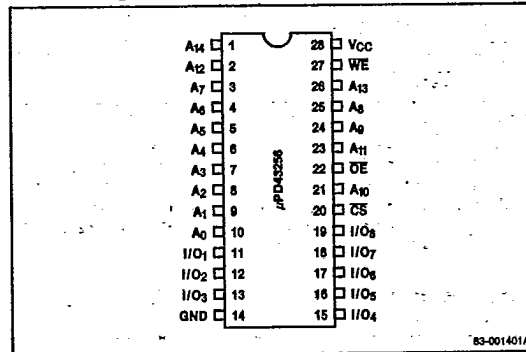 A14 1 28 VCC
A12 2 27 WE
A7 3 26 A13
A6 4 25 A8
A5 5 24 A9
A4 6 23 A11
A3 7 22 OE
A2 8 21 A10
A1 9 20 CS
A0 10 19 I/O8
I/O1 11 18 I/O7
I/O2 12 17 I/O6
I/O3 13 16 I/O5
GND 14 15 I/O4
μPD43256
83-001401A